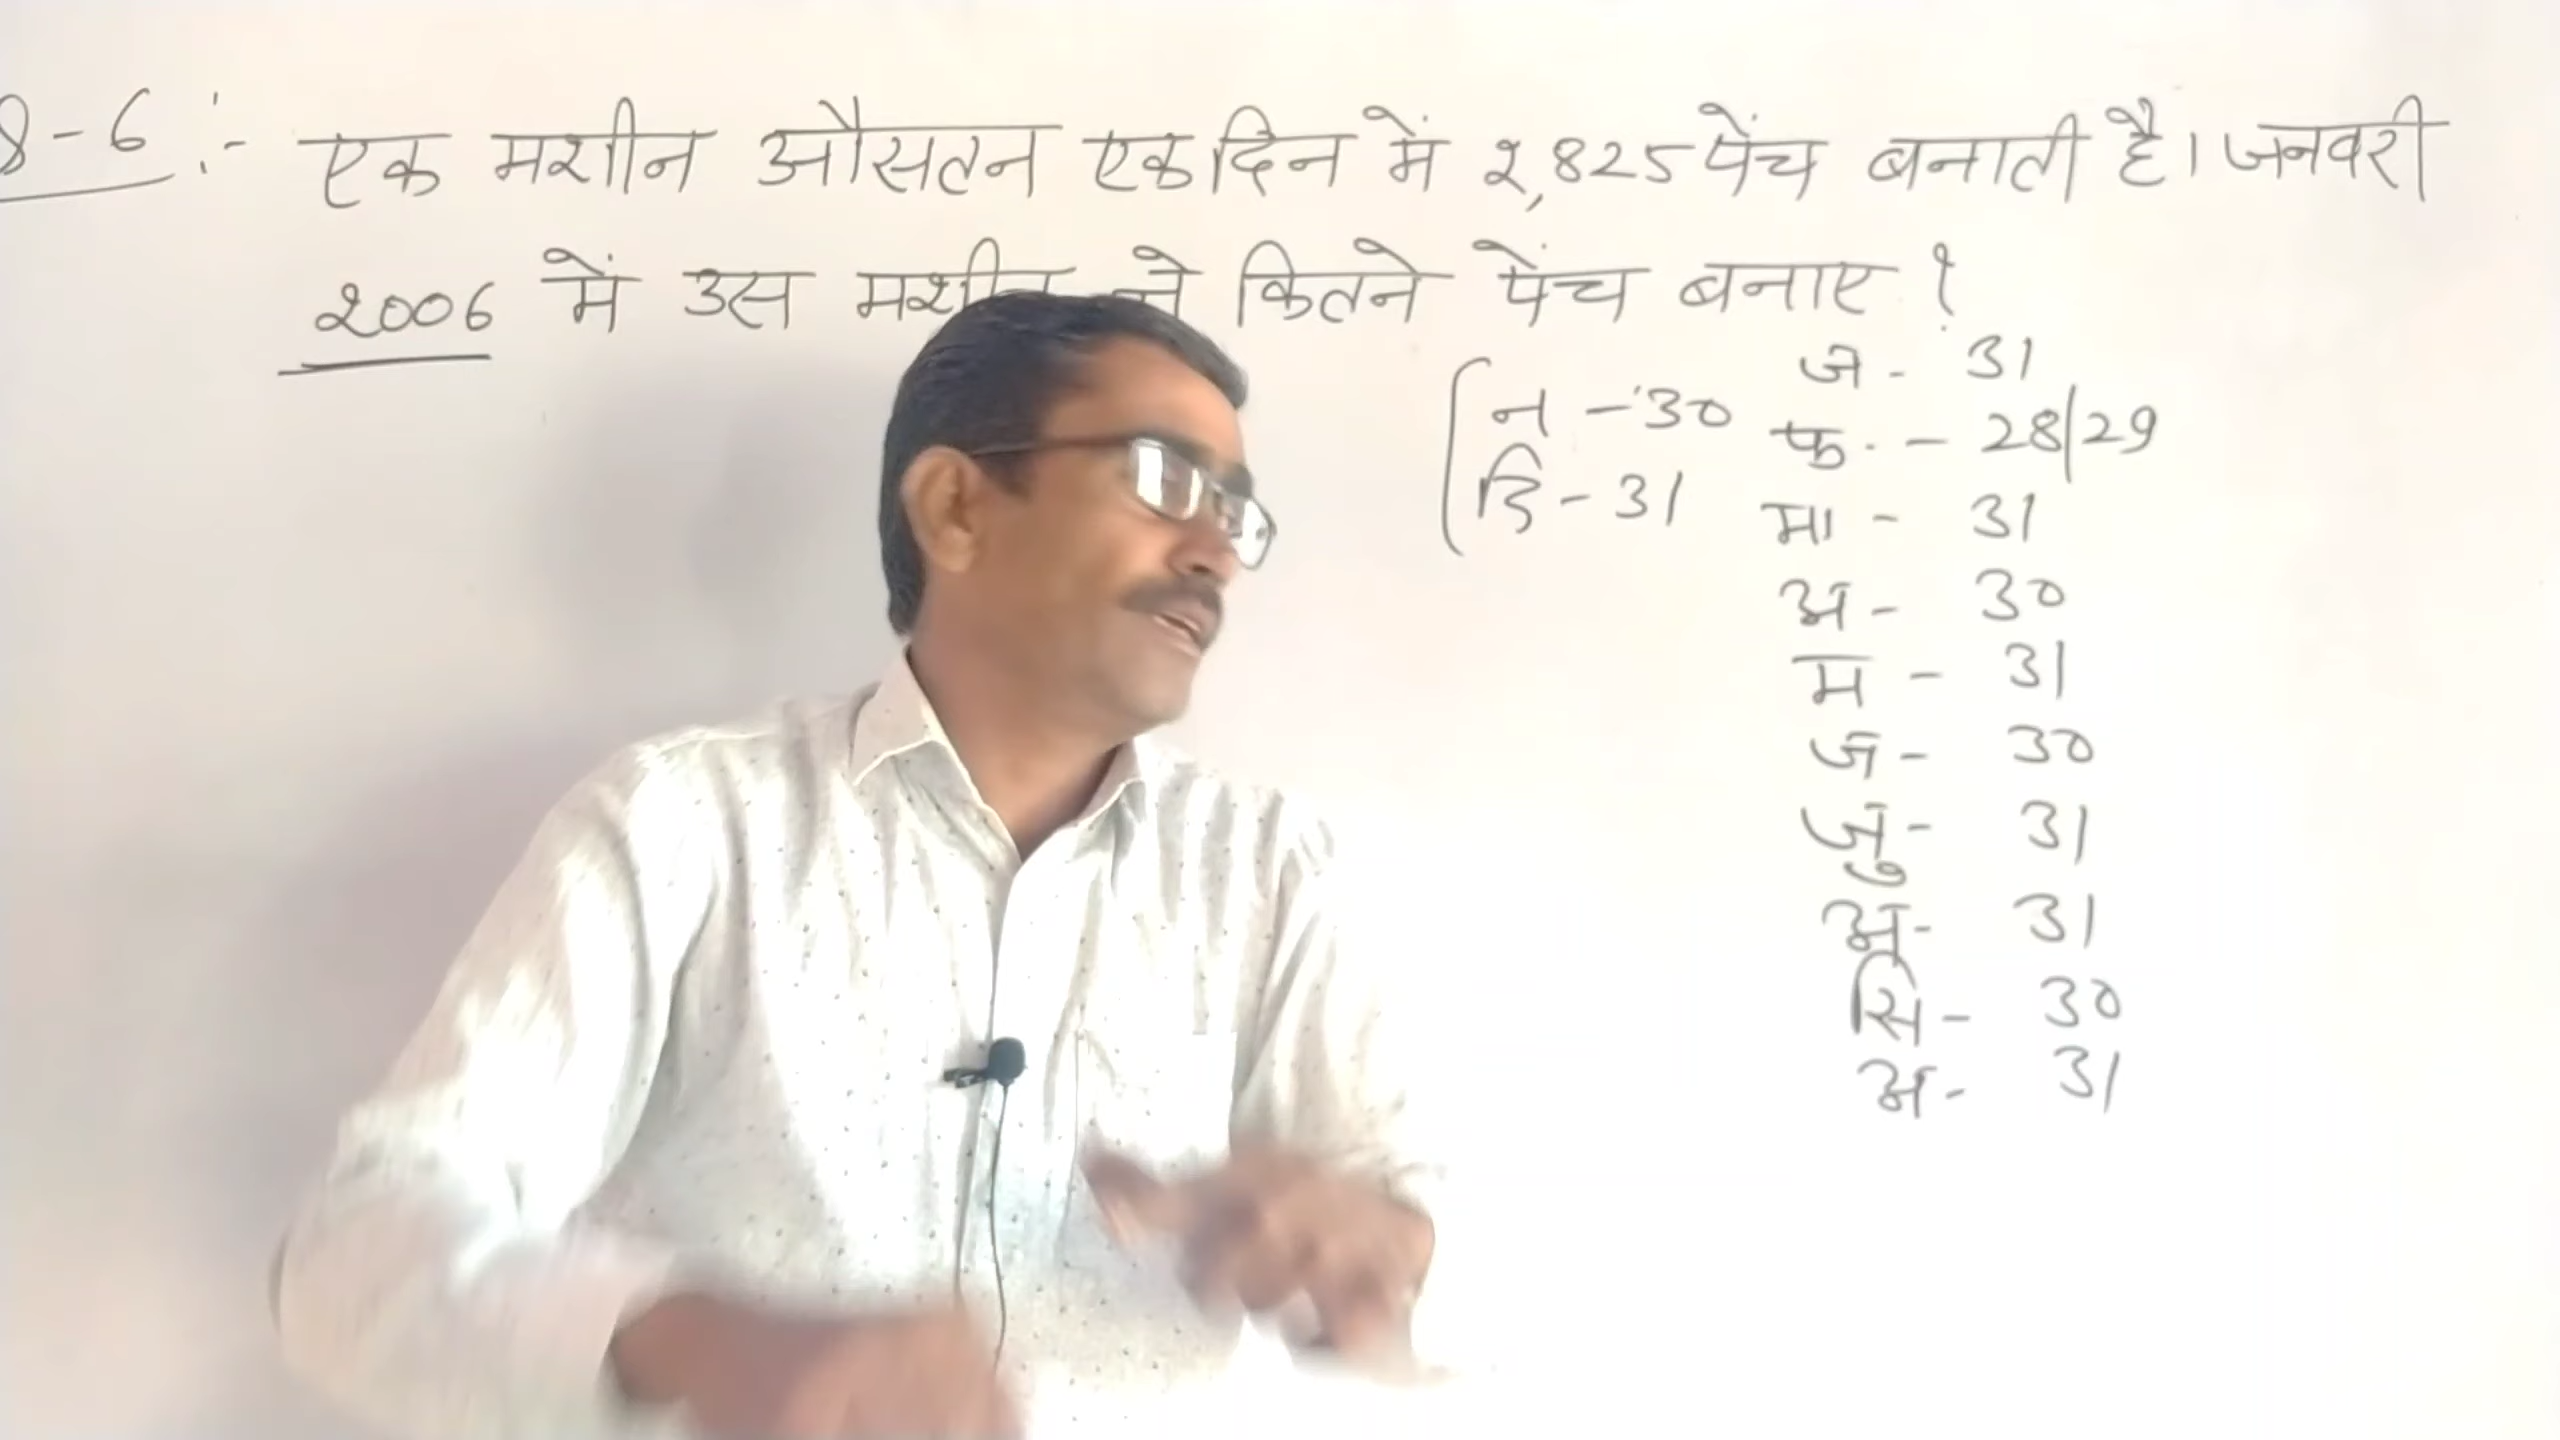 8-6 :- एक मशीन औसतन एक दिन में 2,825 पेंच बनाती है। जनवरी
2006 में उस मशीन ने कितने पेंच बनाए ?
न - 30
दि - 31
ज - 31
फ - 28/29
मा - 31
अ - 30
म - 31
ज - 30
जु - 31
अ - 31
सि - 30
अ - 31